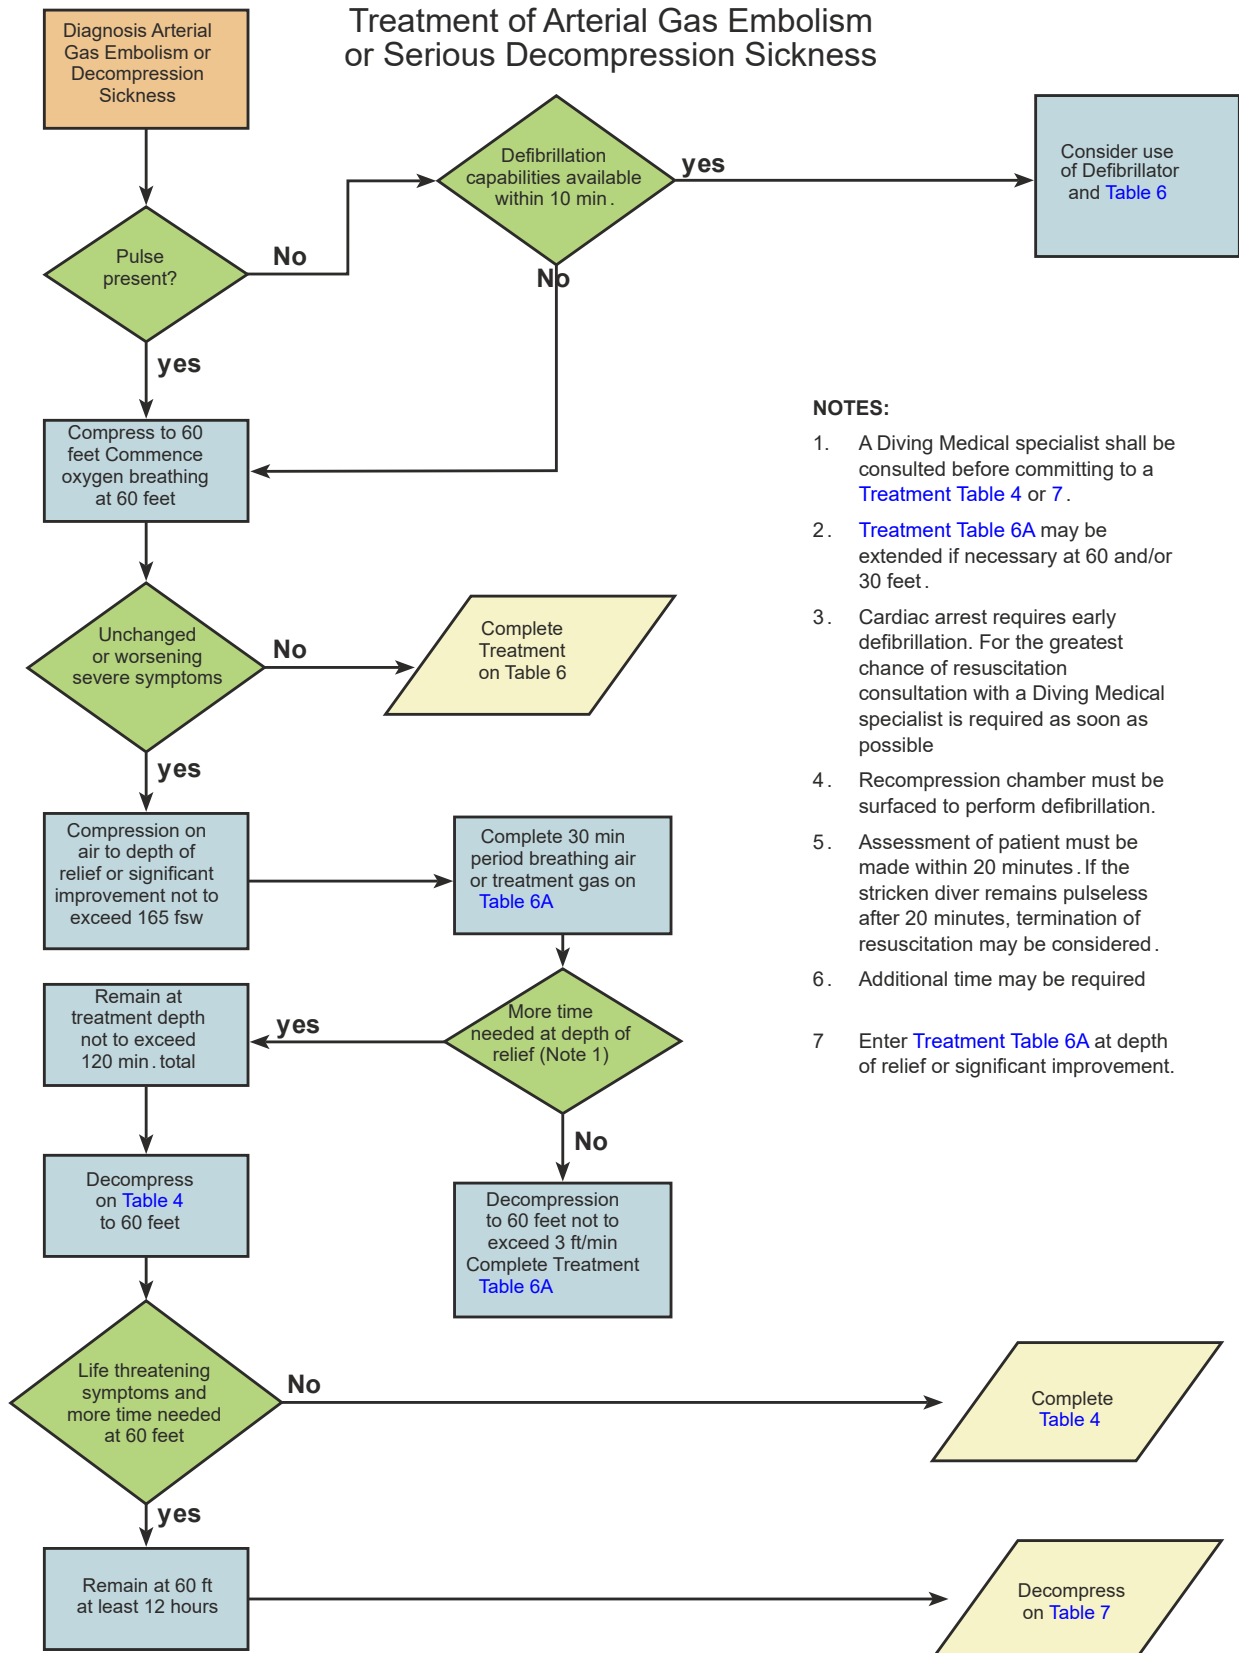 Treatment of Arterial Gas Embolism
or Serious Decompression Sickness
Diagnosis Arterial
Gas Embolism or
Decompression
Sickness
Pulse
present?
No
yes
Defibrillation
capabilities available
within 10 min.
yes
No
Consider use
of Defibrillator
and Table 6
Compress to 60
feet Commence
oxygen breathing
at 60 feet
Unchanged
or worsening
severe symptoms
No
yes
Complete
Treatment
on Table 6
Compression on
air to depth of
relief or significant
improvement not to
exceed 165 fsw
Complete 30 min
period breathing air
or treatment gas on
Table 6A
More time
needed at depth of
relief (Note 1)
yes
No
Remain at
treatment depth
not to exceed
120 min. total
Decompression
to 60 feet not to
exceed 3 ft/min
Complete Treatment
Table 6A
Decompress
on Table 4
to 60 feet
Life threatening
symptoms and
more time needed
at 60 feet
No
yes
Complete
Table 4
Remain at 60 ft
at least 12 hours
Decompress
on Table 7
NOTES:
1. A Diving Medical specialist shall be
consulted before committing to a
Treatment Table 4 or 7.
2. Treatment Table 6A may be
extended if necessary at 60 and/or
30 feet.
3. Cardiac arrest requires early
defibrillation. For the greatest
chance of resuscitation
consultation with a Diving Medical
specialist is required as soon as
possible
4. Recompression chamber must be
surfaced to perform defibrillation.
5. Assessment of patient must be
made within 20 minutes. If the
stricken diver remains pulseless
after 20 minutes, termination of
resuscitation may be considered.
6. Additional time may be required
7 Enter Treatment Table 6A at depth
of relief or significant improvement.